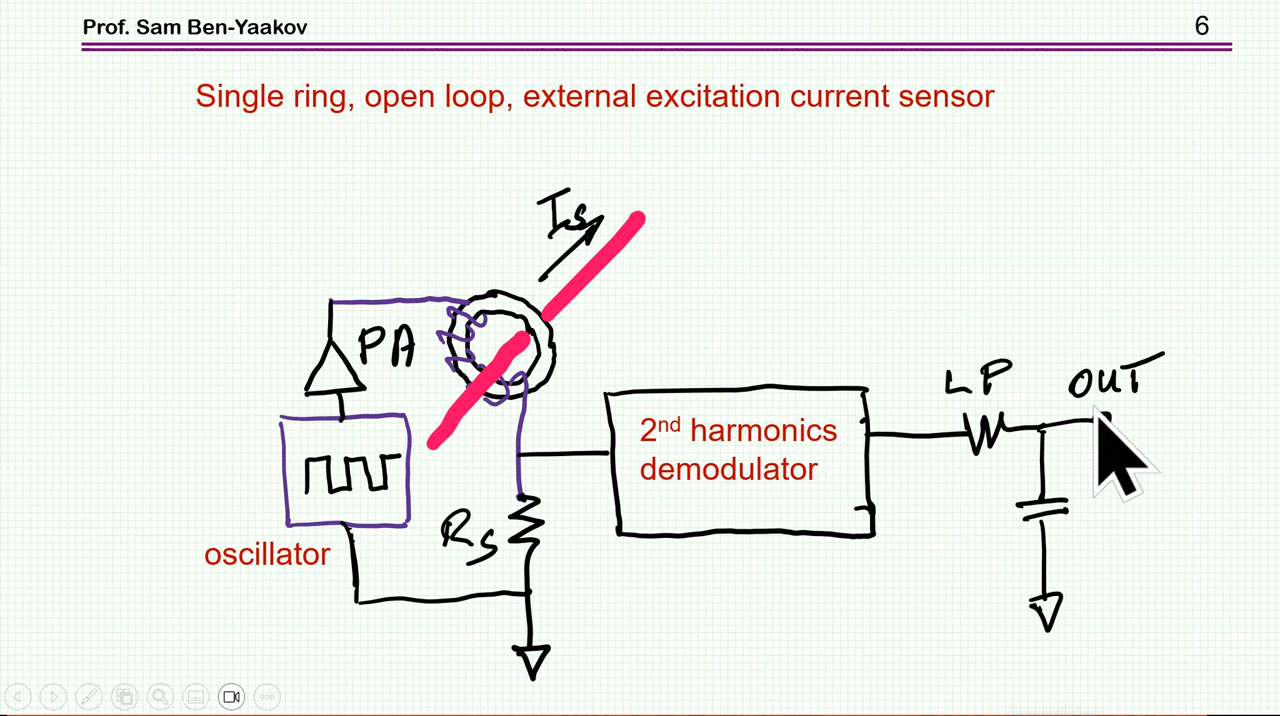 Prof. Sam Ben-Yaakov
6
Single ring, open loop, external excitation current sensor
Is
PA
LP
OUT
2nd harmonics
demodulator
Rs
oscillator